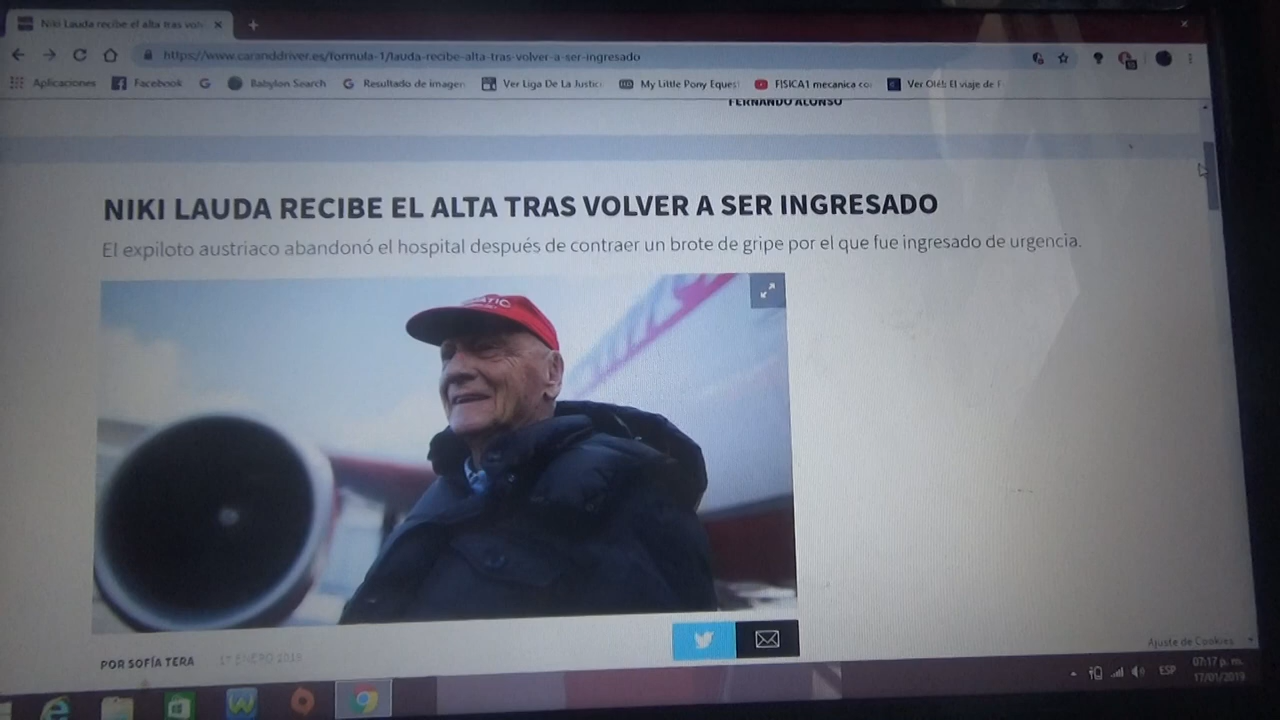 Niki Lauda recibe el alta tras volv
https://www.caranddriver.es/formula-1/lauda-recibe-alta-tras-volver-a-ser-ingresado
Aplicaciones Facebook Babylon Search Resultado de imagen Ver Liga De La Justic My Little Pony Equest FISICA1 mecanica co Ver Olé!: El viaje de F
FERNANDO ALONSO
NIKI LAUDA RECIBE EL ALTA TRAS VOLVER A SER INGRESADO
El expiloto austriaco abandonó el hospital después de contraer un brote de gripe por el que fue ingresado de urgencia.
POR SOFÍA TERA 17 ENERO 2019
Ajuste de Cookies
ESP 07:17 p. m.
17/01/2019